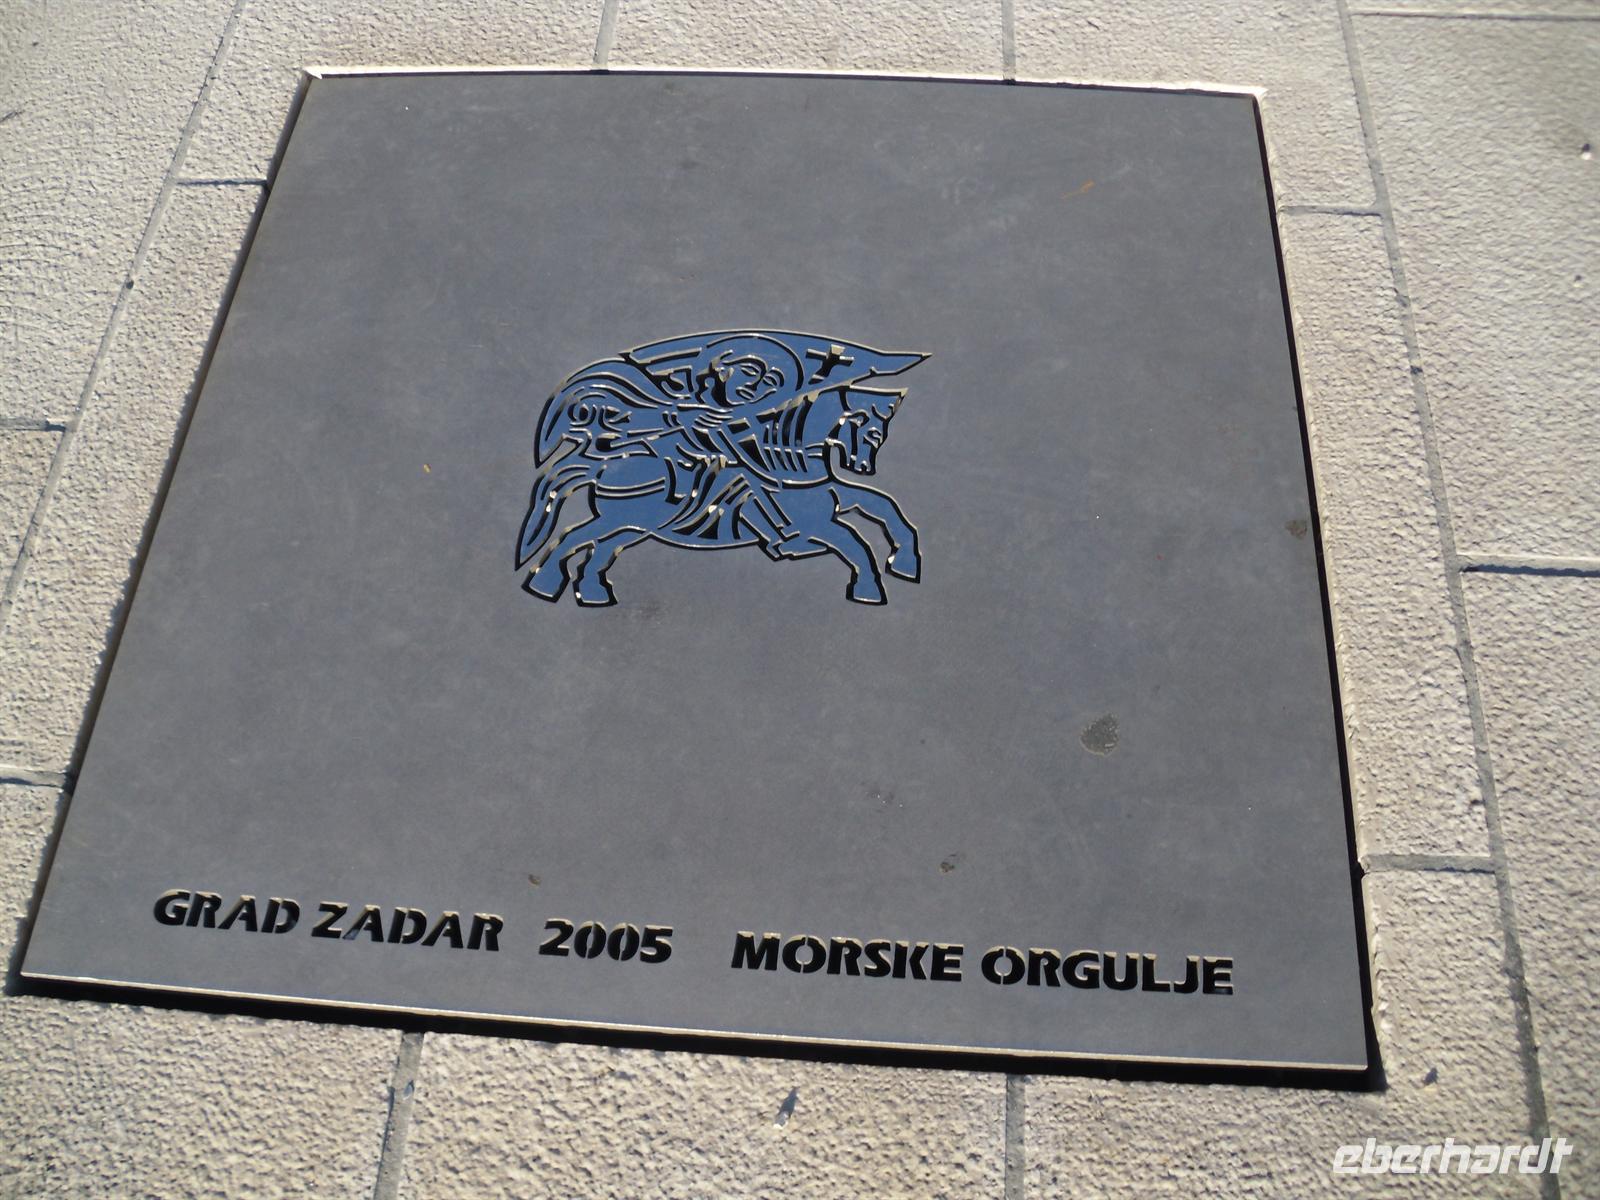 GRAD ZADAR 2005 MORSKE ORGULJE
eberhardt